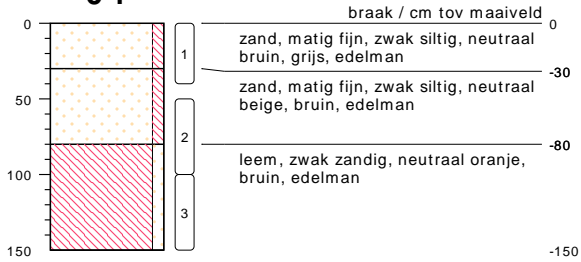 braak / cm tov maaiveld
0
0
zand, matig fijn, zwak siltig, neutraal
bruin, grijs, edelman
1
-30
zand, matig fijn, zwak siltig, neutraal
beige, bruin, edelman
50
2
-80
leem, zwak zandig, neutraal oranje,
bruin, edelman
100
3
150
-150